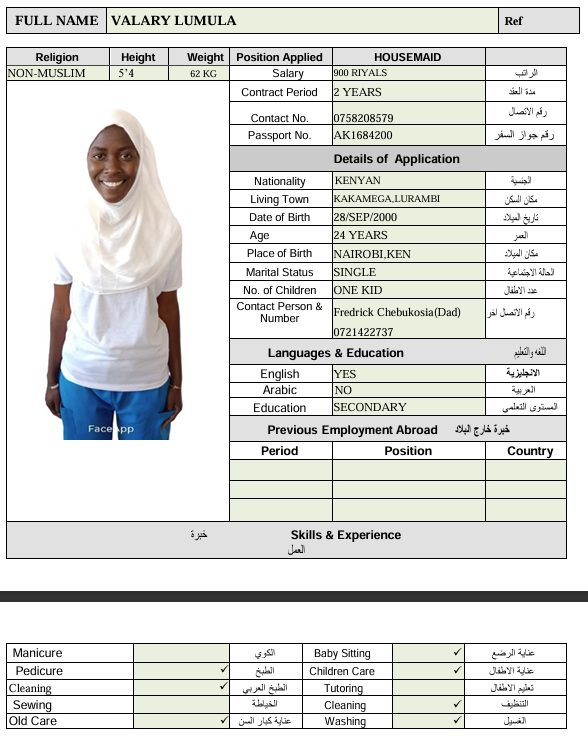 FULL NAME VALARY LUMULA Ref
Religion Height Weight Position Applied HOUSEMAID
NON-MUSLIM 5'4 62 KG Salary 900 RIYALS الراتب
Contract Period 2 YEARS مدة العقد
Contact No. 0758208579 رقم الاتصال
Passport No. AK1684200 رقم جواز السفر
Details of Application
Nationality KENYAN الجنسية
Living Town KAKAMEGA,LURAMBI مكان السكن
Date of Birth 28/SEP/2000 تاريخ الميلاد
Age 24 YEARS العمر
Place of Birth NAIROBI,KEN مكان الميلاد
Marital Status SINGLE الحالة الاجتماعية
No. of Children ONE KID عدد الاطفال
Contact Person & Number Fredrick Chebukosia(Dad) رقم الاتصال اخر
0721422737
Languages & Education اللغه والتعليم
English YES الانجليزية
Arabic NO العربية
Education SECONDARY المستوى التعلمي
FaceApp
Previous Employment Abroad خبرة خارج البلاد
Period Position Country
خبرة Skills & Experience
العمل
Manicure الكوي Baby Sitting ✓ عناية الرضع
Pedicure ✓ الطبخ Children Care ✓ عناية الاطفال
Cleaning ✓ الطبخ العربي Tutoring تعليم الاطفال
Sewing الخياطة Cleaning ✓ التنظيف
Old Care ✓ عناية كبار السن Washing ✓ الغسيل